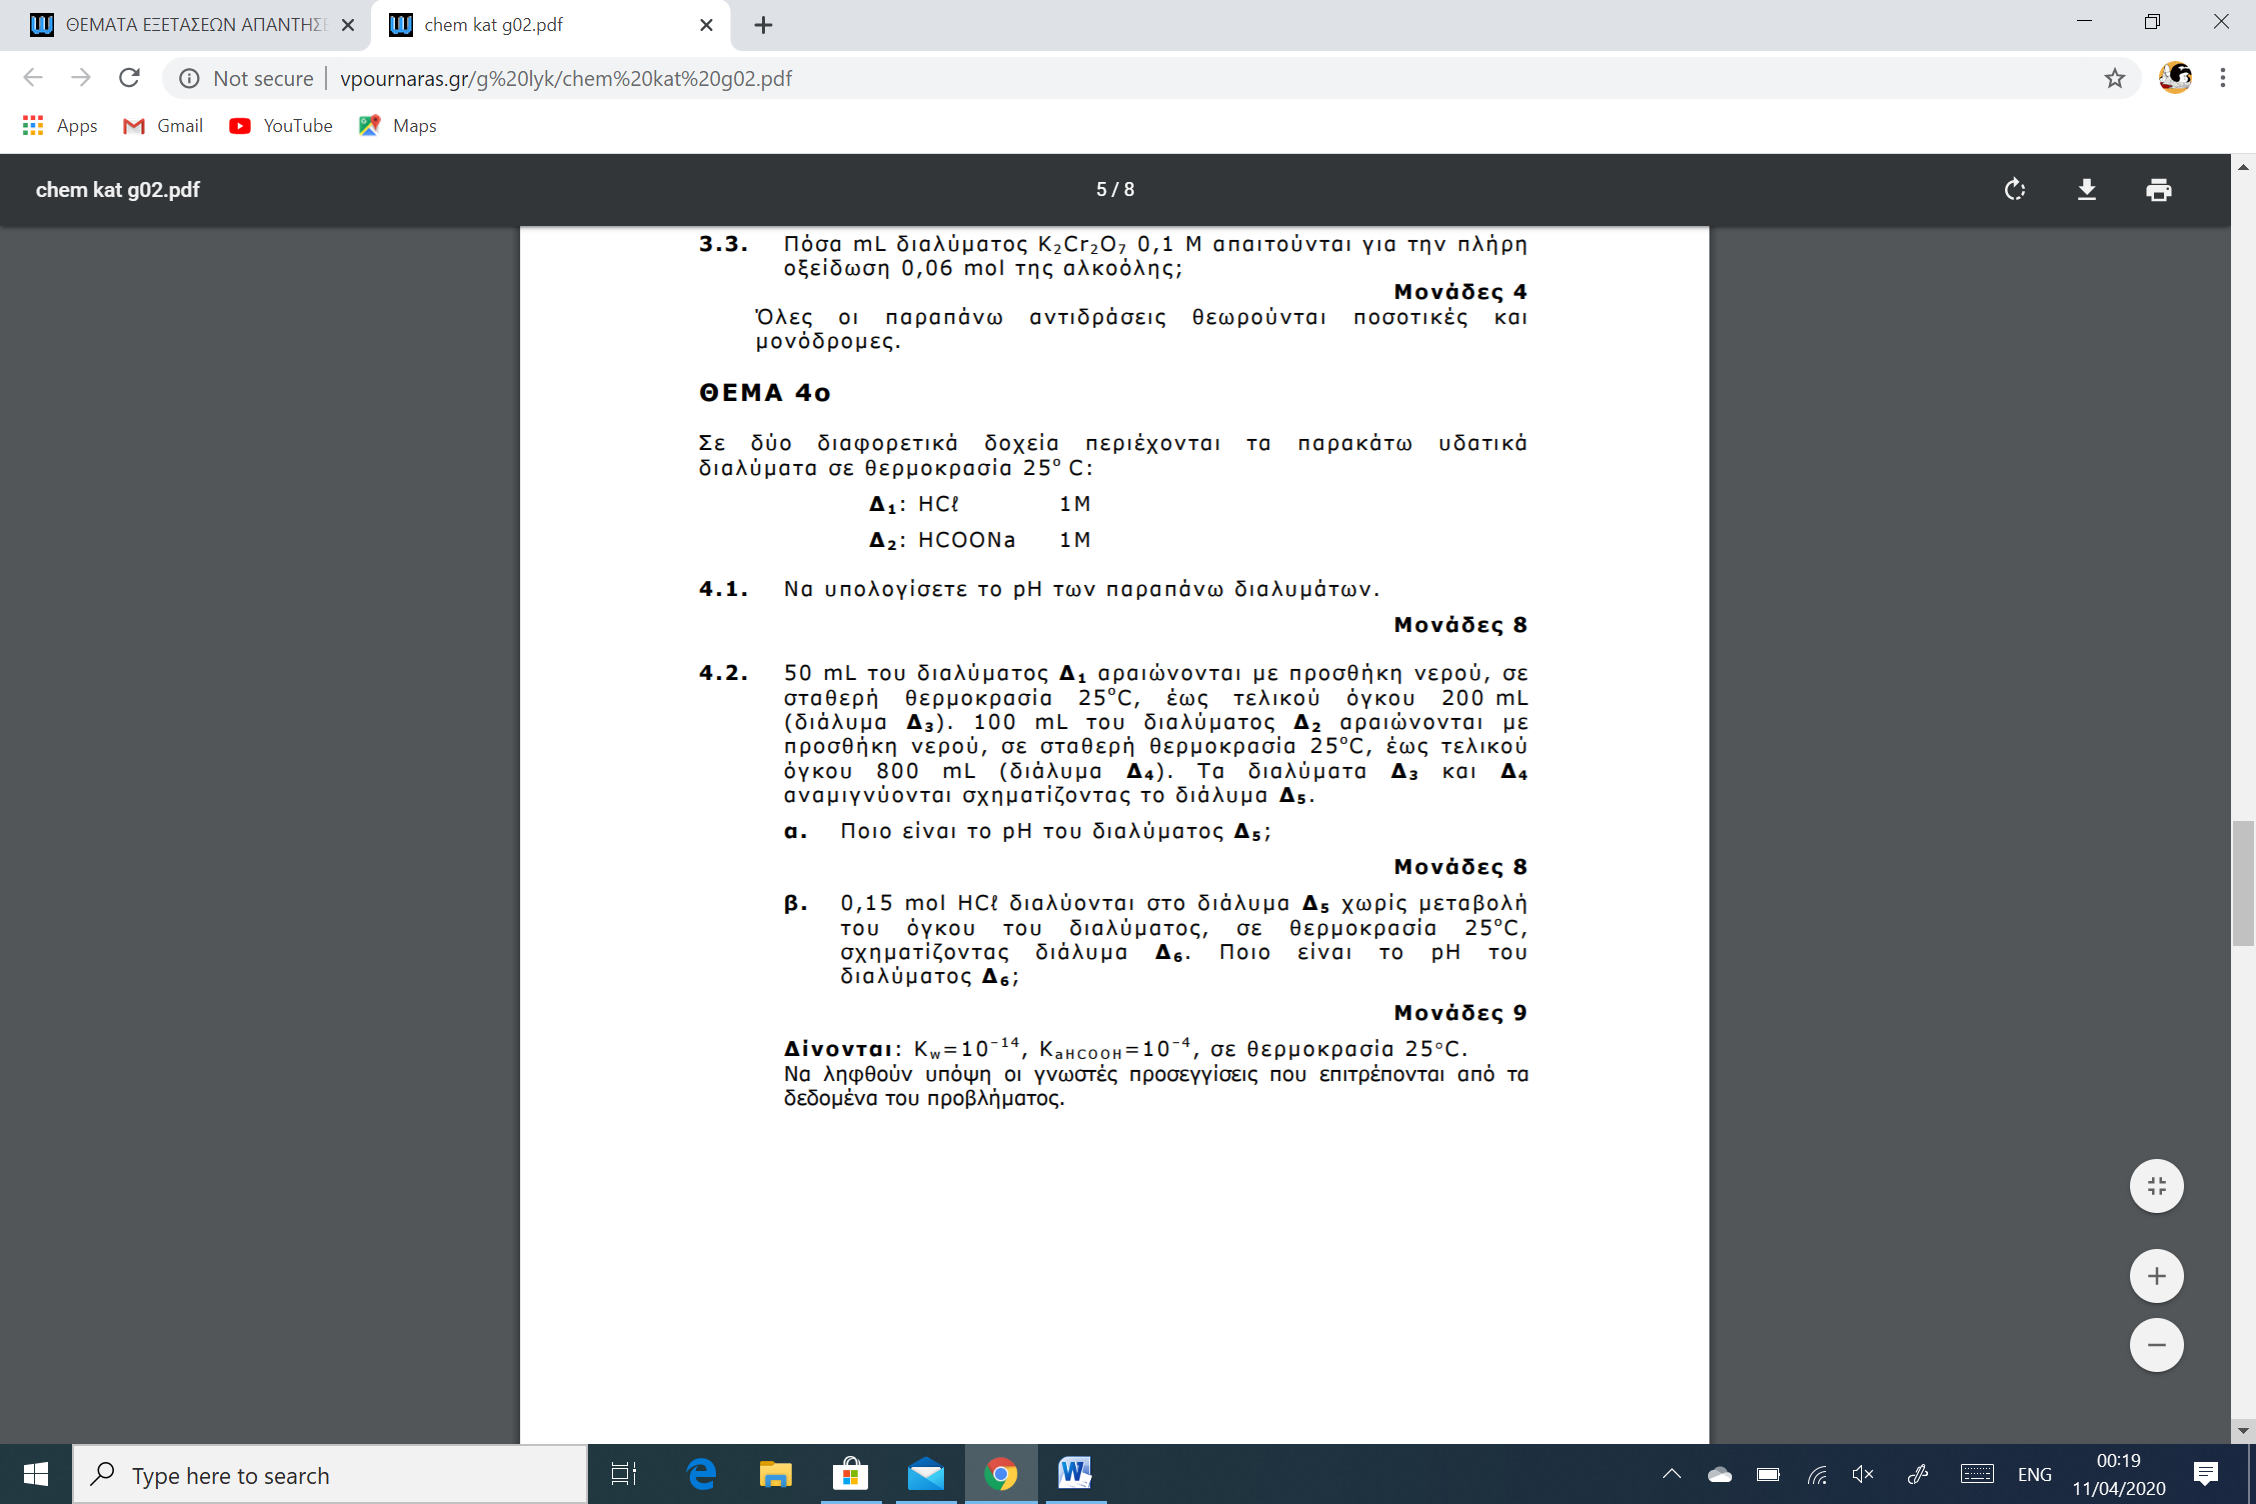 ΘΕΜΑΤΑ ΕΞΕΤΑΣΕΩΝ ΑΠΑΝΤΗΣΕ
chem kat g02.pdf
Not secure
vpournaras.gr/g%20lyk/chem%20kat%20g02.pdf
Apps Gmail YouTube Maps
chem kat g02.pdf 5 / 8
3.3. Πόσα mL διαλύματος K₂Cr₂O₇ 0,1 M απαιτούνται για την πλήρη
οξείδωση 0,06 mol της αλκοόλης;
Μονάδες 4
Όλες οι παραπάνω αντιδράσεις θεωρούνται ποσοτικές και
μονόδρομες.
ΘΕΜΑ 4ο
Σε δύο διαφορετικά δοχεία περιέχονται τα παρακάτω υδατικά
διαλύματα σε θερμοκρασία 25° C:
Δ₁: HCℓ 1M
Δ₂: HCOONa 1M
4.1. Να υπολογίσετε το pH των παραπάνω διαλυμάτων.
Μονάδες 8
4.2. 50 mL του διαλύματος Δ₁ αραιώνονται με προσθήκη νερού, σε
σταθερή θερμοκρασία 25°C, έως τελικού όγκου 200 mL
(διάλυμα Δ₃). 100 mL του διαλύματος Δ₂ αραιώνονται με
προσθήκη νερού, σε σταθερή θερμοκρασία 25°C, έως τελικού
όγκου 800 mL (διάλυμα Δ₄). Τα διαλύματα Δ₃ και Δ₄
αναμιγνύονται σχηματίζοντας το διάλυμα Δ₅.
α. Ποιο είναι το pH του διαλύματος Δ₅;
Μονάδες 8
β. 0,15 mol HCℓ διαλύονται στο διάλυμα Δ₅ χωρίς μεταβολή
του όγκου του διαλύματος, σε θερμοκρασία 25°C,
σχηματίζοντας διάλυμα Δ₆. Ποιο είναι το pH του
διαλύματος Δ₆;
Μονάδες 9
Δίνονται: Kw=10⁻¹⁴, KaHCOOH=10⁻⁴, σε θερμοκρασία 25°C.
Να ληφθούν υπόψη οι γνωστές προσεγγίσεις που επιτρέπονται από τα
δεδομένα του προβλήματος.
Type here to search
ENG
00:19
11/04/2020